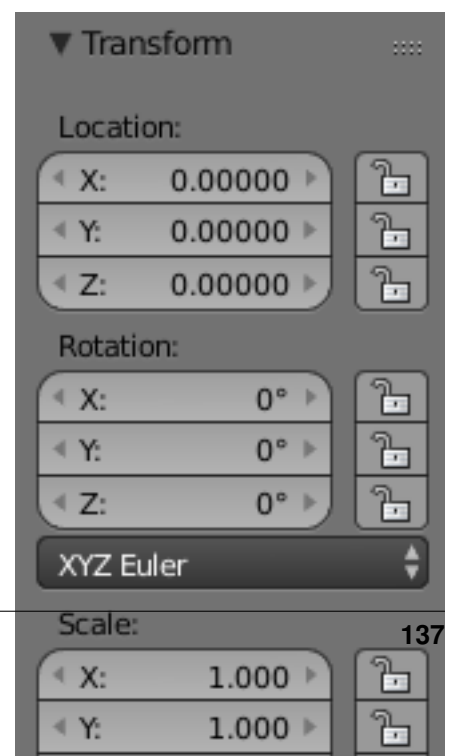 Transform
Location:
X: 0.00000
Y: 0.00000
Z: 0.00000
Rotation:
X: 0°
Y: 0°
Z: 0°
XYZ Euler
Scale:
137
X: 1.000
Y: 1.000